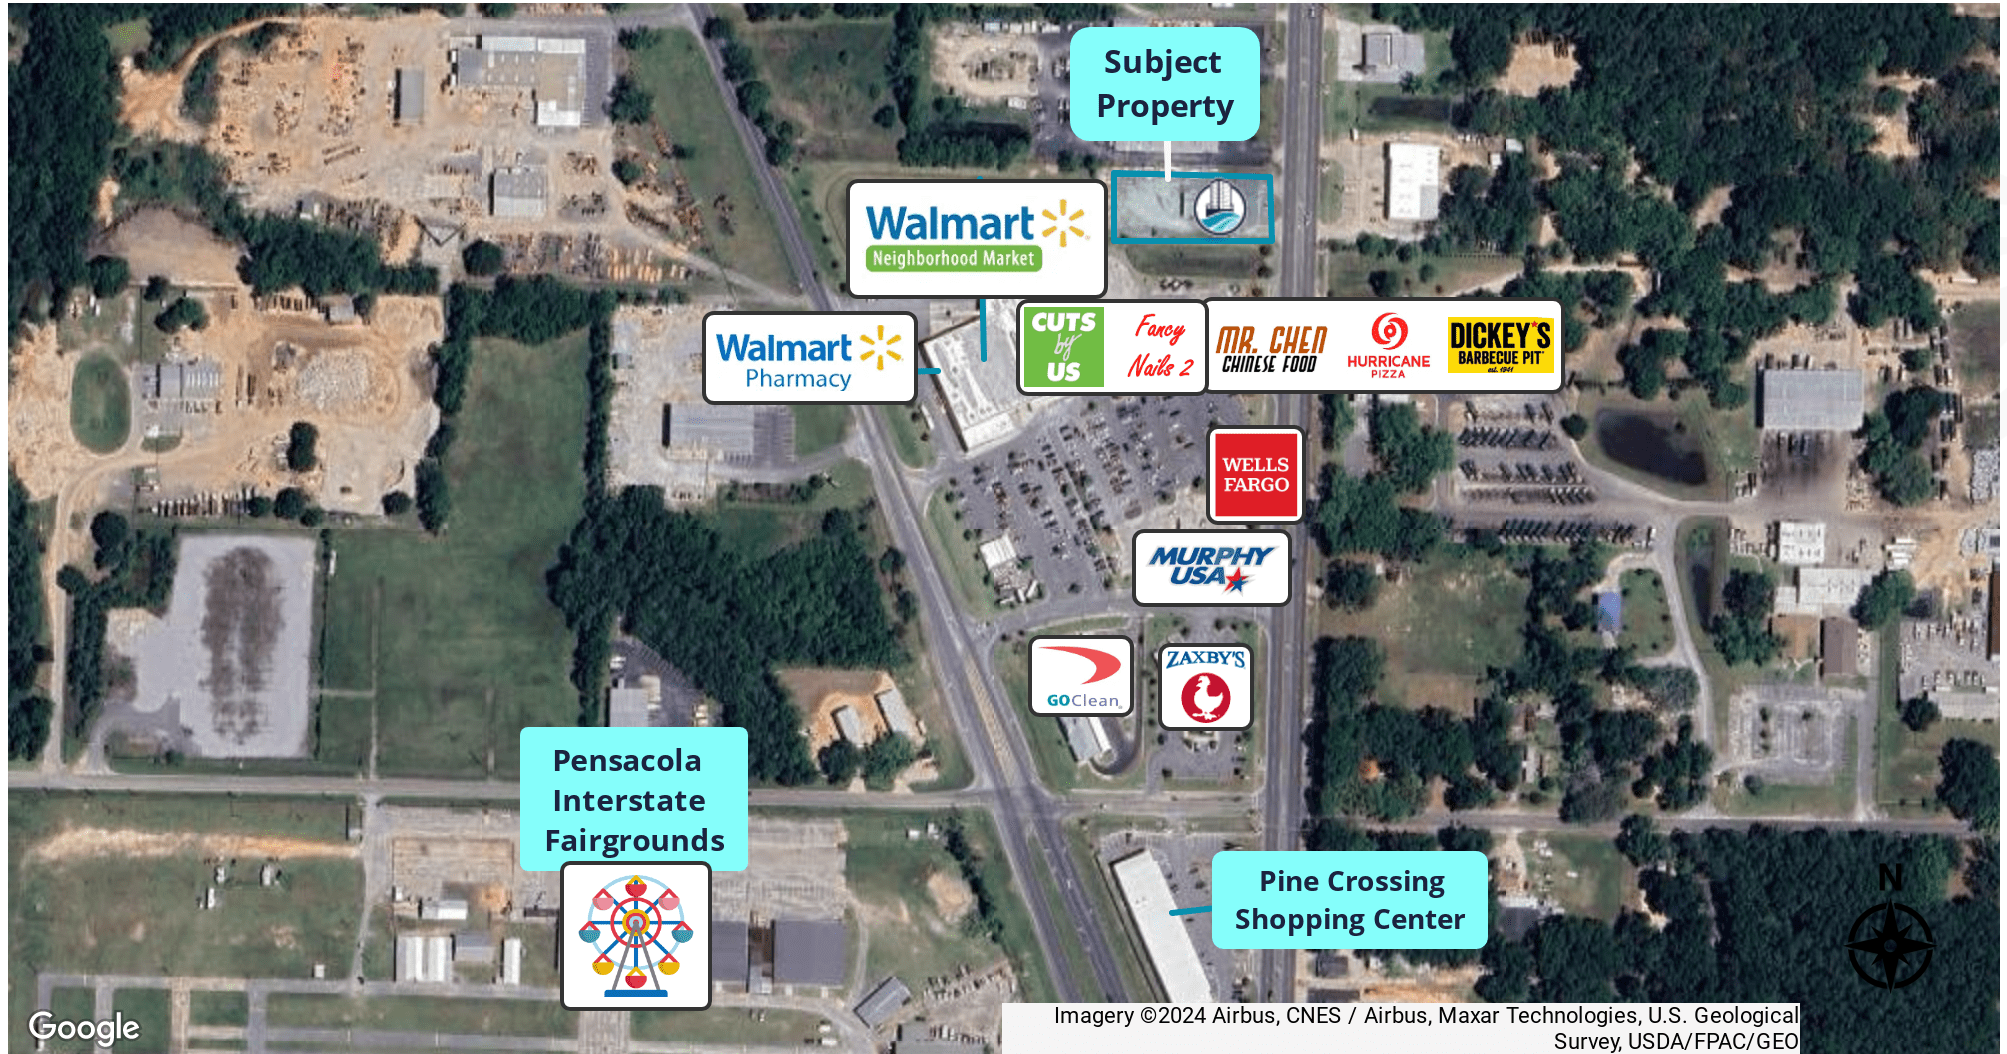 Subject
Property
Walmart
Neighborhood Market
Walmart
Pharmacy
CUTS
by
US
Fancy
Nails 2
MR. CHEN
CHINESE FOOD
HURRICANE
PIZZA
DICKEY'S
BARBECUE PIT
est. 1941
WELLS
FARGO
MURPHY
USA
GOClean
ZAXBY'S
Pensacola
Interstate
Fairgrounds
Pine Crossing
Shopping Center
N
Google
Imagery ©2024 Airbus, CNES / Airbus, Maxar Technologies, U.S. Geological
Survey, USDA/FPAC/GEO